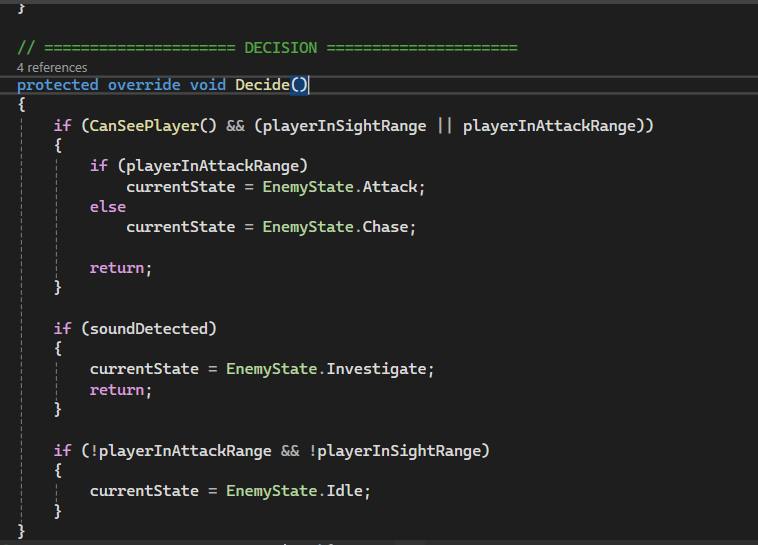 }
// ===================== DECISION =====================
4 references
protected override void Decide()
{
if (CanSeePlayer() && (playerInSightRange || playerInAttackRange))
{
if (playerInAttackRange)
currentState = EnemyState.Attack;
else
currentState = EnemyState.Chase;
return;
}
if (soundDetected)
{
currentState = EnemyState.Investigate;
return;
}
if (!playerInAttackRange && !playerInSightRange)
{
currentState = EnemyState.Idle;
}
}